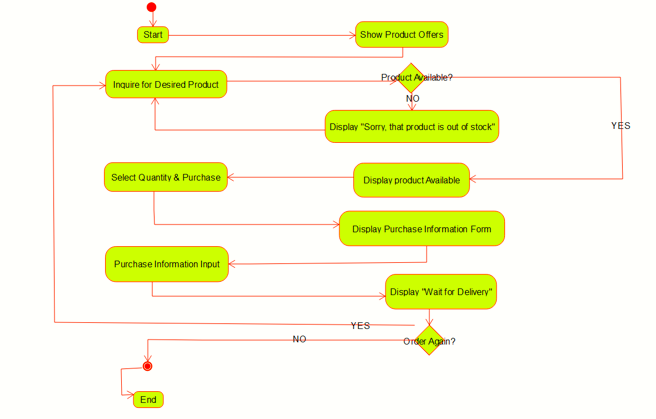 Start
Show Product Offers
Inquire for Desired Product
Product Available?
NO
Display "Sorry, that product is out of stock"
YES
Select Quantity & Purchase
Display product Available
Display Purchase Information Form
Purchase Information Input
Display "Wait for Delivery"
YES
NO
Order Again?
End